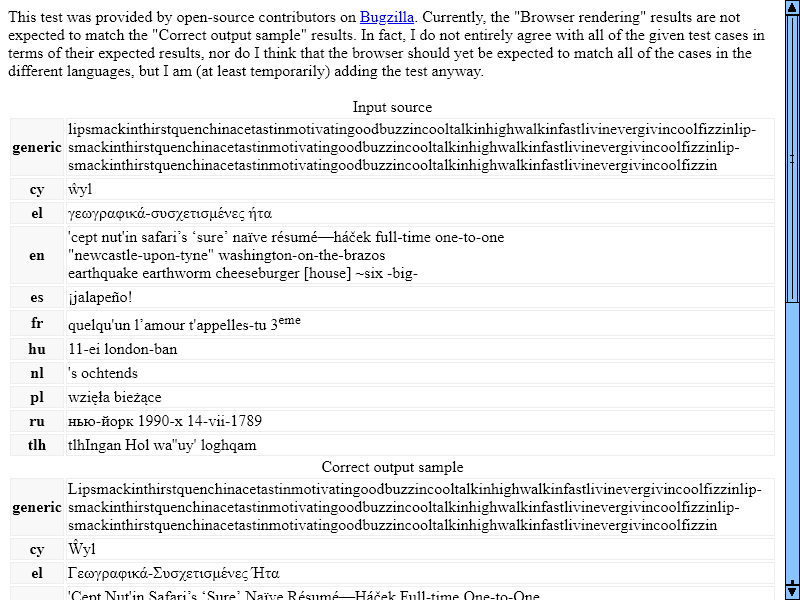 This test was provided by open-source contributors on Bugzilla. Currently, the "Browser rendering" results are not
expected to match the "Correct output sample" results. In fact, I do not entirely agree with all of the given test cases in
terms of their expected results, nor do I think that the browser should yet be expected to match all of the cases in the
different languages, but I am (at least temporarily) adding the test anyway.
Input source
lipsmackinthirstquenchinacetastinmotivatingoodbuzzincooltalkinhighwalkinfastlivinevergivincoolfizzinlip-
generic smackinthirstquenchinacetastinmotivatingoodbuzzincooltalkinhighwalkinfastlivinevergivincoolfizzinlip-
smackinthirstquenchinacetastinmotivatingoodbuzzincooltalkinhighwalkinfastlivinevergivincoolfizzin
cy ŵyl
el γεωγραφικά-συσχετισμένες ήτα
'cept nut'in safari’s ‘sure’ naïve résumé—háček full-time one-to-one
en "newcastle-upon-tyne" washington-on-the-brazos
earthquake earthworm cheeseburger [house] ~six -big-
es ¡jalapeño!
fr quelqu'un l’amour t'appelles-tu 3eme
hu 11-ei london-ban
nl 's ochtends
pl wzięła bieżące
ru нью-йорк 1990-х 14-vii-1789
tlh tlhIngan Hol wa''uy' loghqam
Correct output sample
Lipsmackinthirstquenchinacetastinmotivatingoodbuzzincooltalkinhighwalkinfastlivinevergivincoolfizzinlip-
generic smackinthirstquenchinacetastinmotivatingoodbuzzincooltalkinhighwalkinfastlivinevergivincoolfizzinlip-
smackinthirstquenchinacetastinmotivatingoodbuzzincooltalkinhighwalkinfastlivinevergivincoolfizzin
cy Ŵyl
el Γεωγραφικά-Συσχετισμένες Ήτα
'Cept Nut'in Safari’s ‘Sure’ Naïve Résumé—Háček Full-time One-to-One